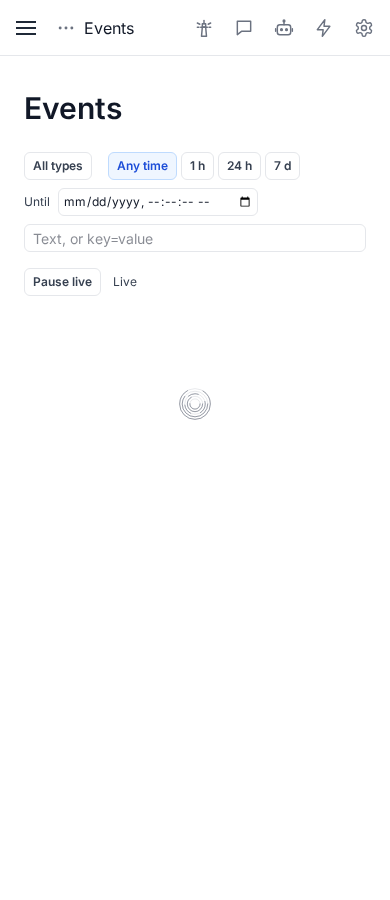 Events
Events
All types Any time 1 h 24 h 7 d
Until mm/dd/yyyy, --:--:-- --
Text, or key=value
Pause live Live